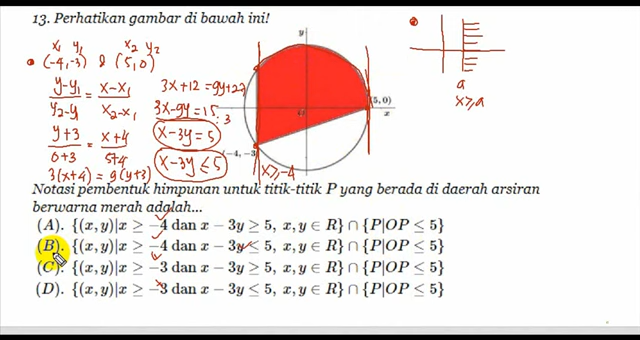 13. Perhatikan gambar di bawah ini!
x₁ y₁ x₂ y₂
(-4,-3) & (5,0)
y-y₁/y₂-y₁ = x-x₁/x₂-x₁
y+3/0+3 = x+4/5+4
3(x+4) = 9(y+3)
3x+12 = 9y+27
3x-9y = 15 :3
x-3y = 5
x-3y ≤ 5
y
(5, 0)
x
(-4, -3)
x ≥ -4
a
x ≥ a
Notasi pembentuk himpunan untuk titik-titik P yang berada di daerah arsiran
berwarna merah adalah...
(A). {(x, y)|x ≥ −4 dan x − 3y ≥ 5, x, y ∈ R} ∩ {P|OP ≤ 5}
(B). {(x, y)|x ≥ −4 dan x − 3y ≤ 5, x, y ∈ R} ∩ {P|OP ≤ 5}
(C). {(x, y)|x ≥ −3 dan x − 3y ≥ 5, x, y ∈ R} ∩ {P|OP ≤ 5}
(D). {(x, y)|x ≥ −3 dan x − 3y ≤ 5, x, y ∈ R} ∩ {P|OP ≤ 5}